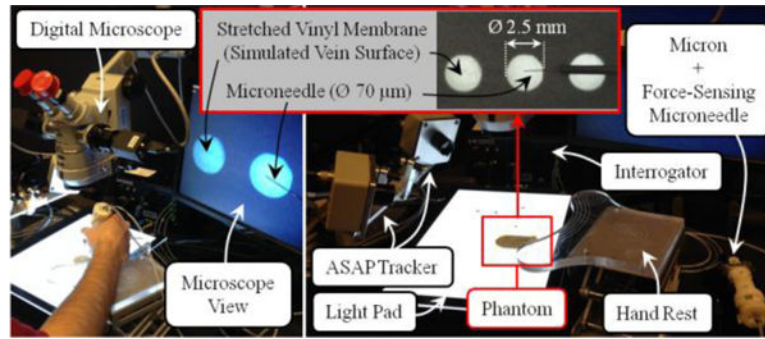 Digital Microscope
Stretched Vinyl Membrane
(Simulated Vein Surface)
Microneedle (Ø 70 μm)
Ø 2.5 mm
Micron
+
Force-Sensing
Microneedle
Interrogator
Microscope
View
ASAP Tracker
Light Pad
Phantom
Hand Rest